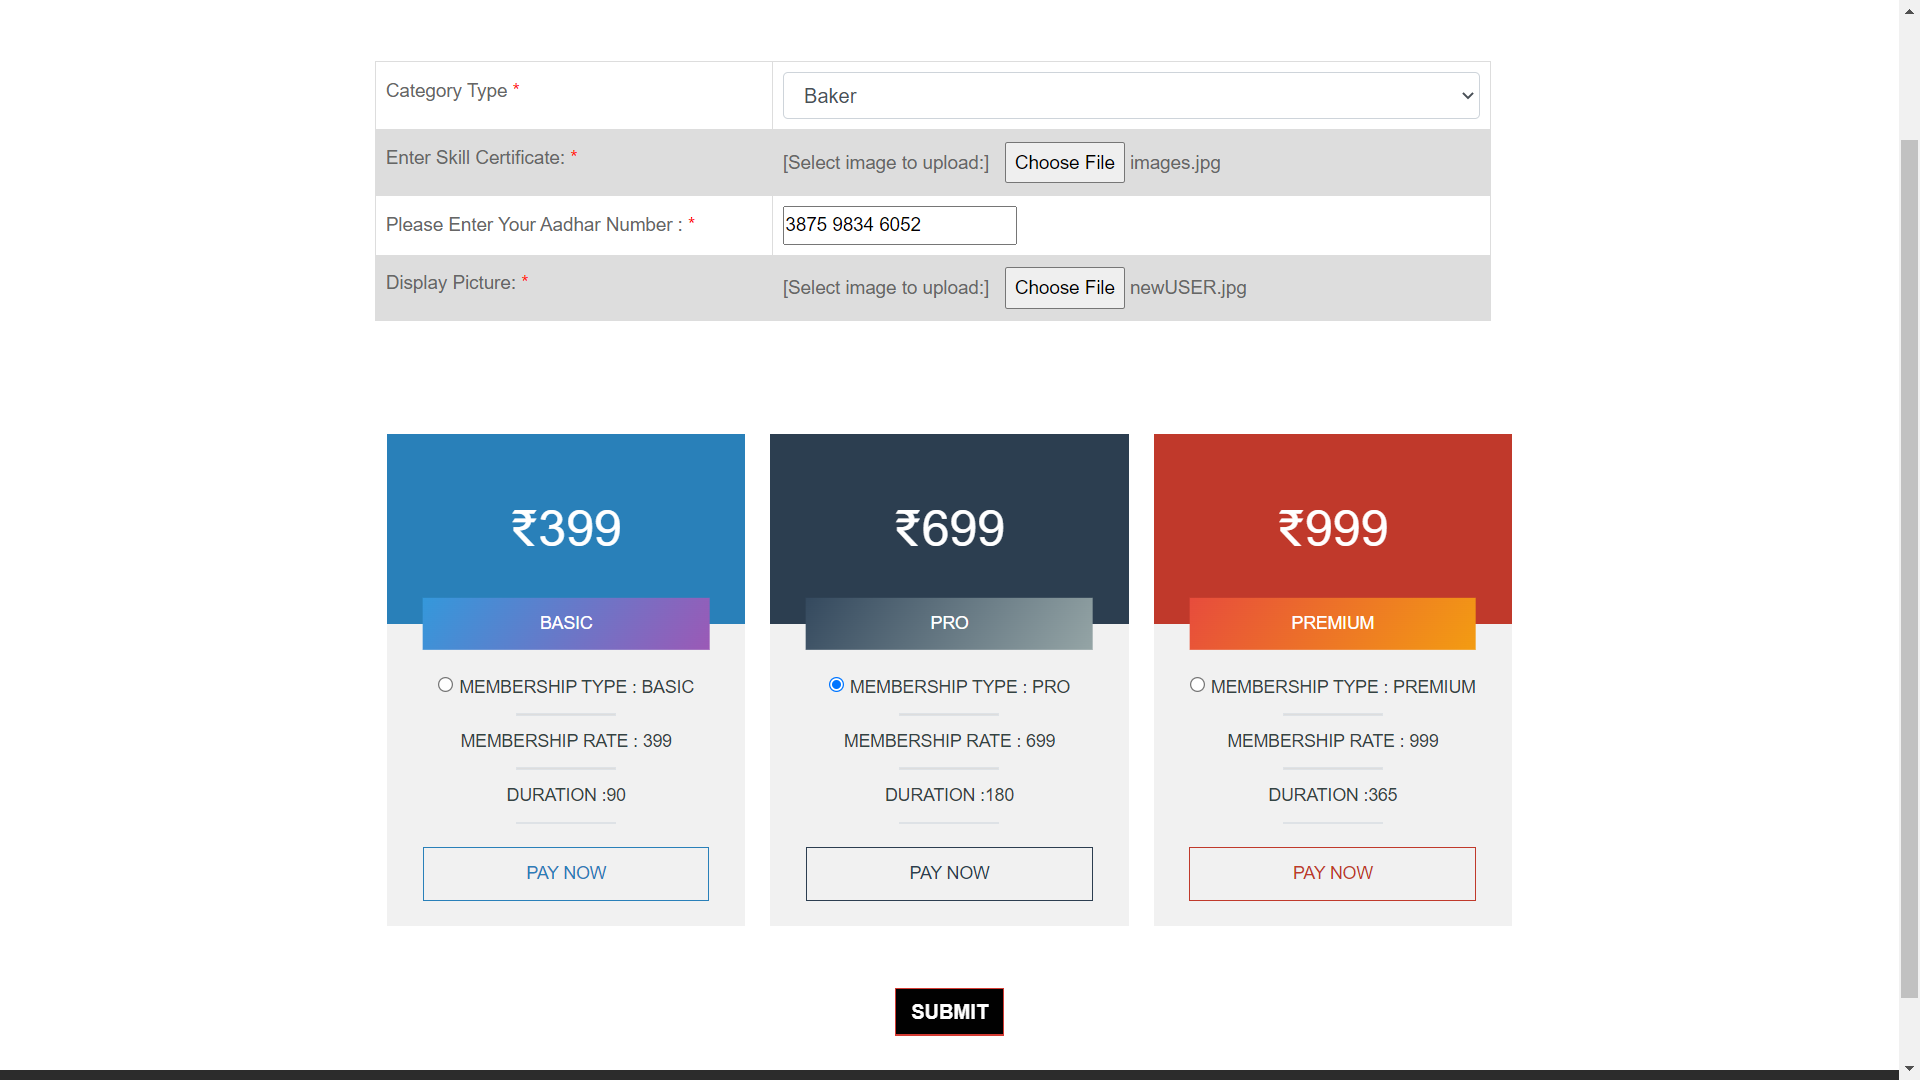 Category Type *
Baker
Enter Skill Certificate: *
[Select image to upload:] Choose File images.jpg
Please Enter Your Aadhar Number : *
3875 9834 6052
Display Picture: *
[Select image to upload:] Choose File newUSER.jpg
₹399
BASIC
MEMBERSHIP TYPE : BASIC
MEMBERSHIP RATE : 399
DURATION :90
PAY NOW
₹699
PRO
MEMBERSHIP TYPE : PRO
MEMBERSHIP RATE : 699
DURATION :180
PAY NOW
₹999
PREMIUM
MEMBERSHIP TYPE : PREMIUM
MEMBERSHIP RATE : 999
DURATION :365
PAY NOW
SUBMIT